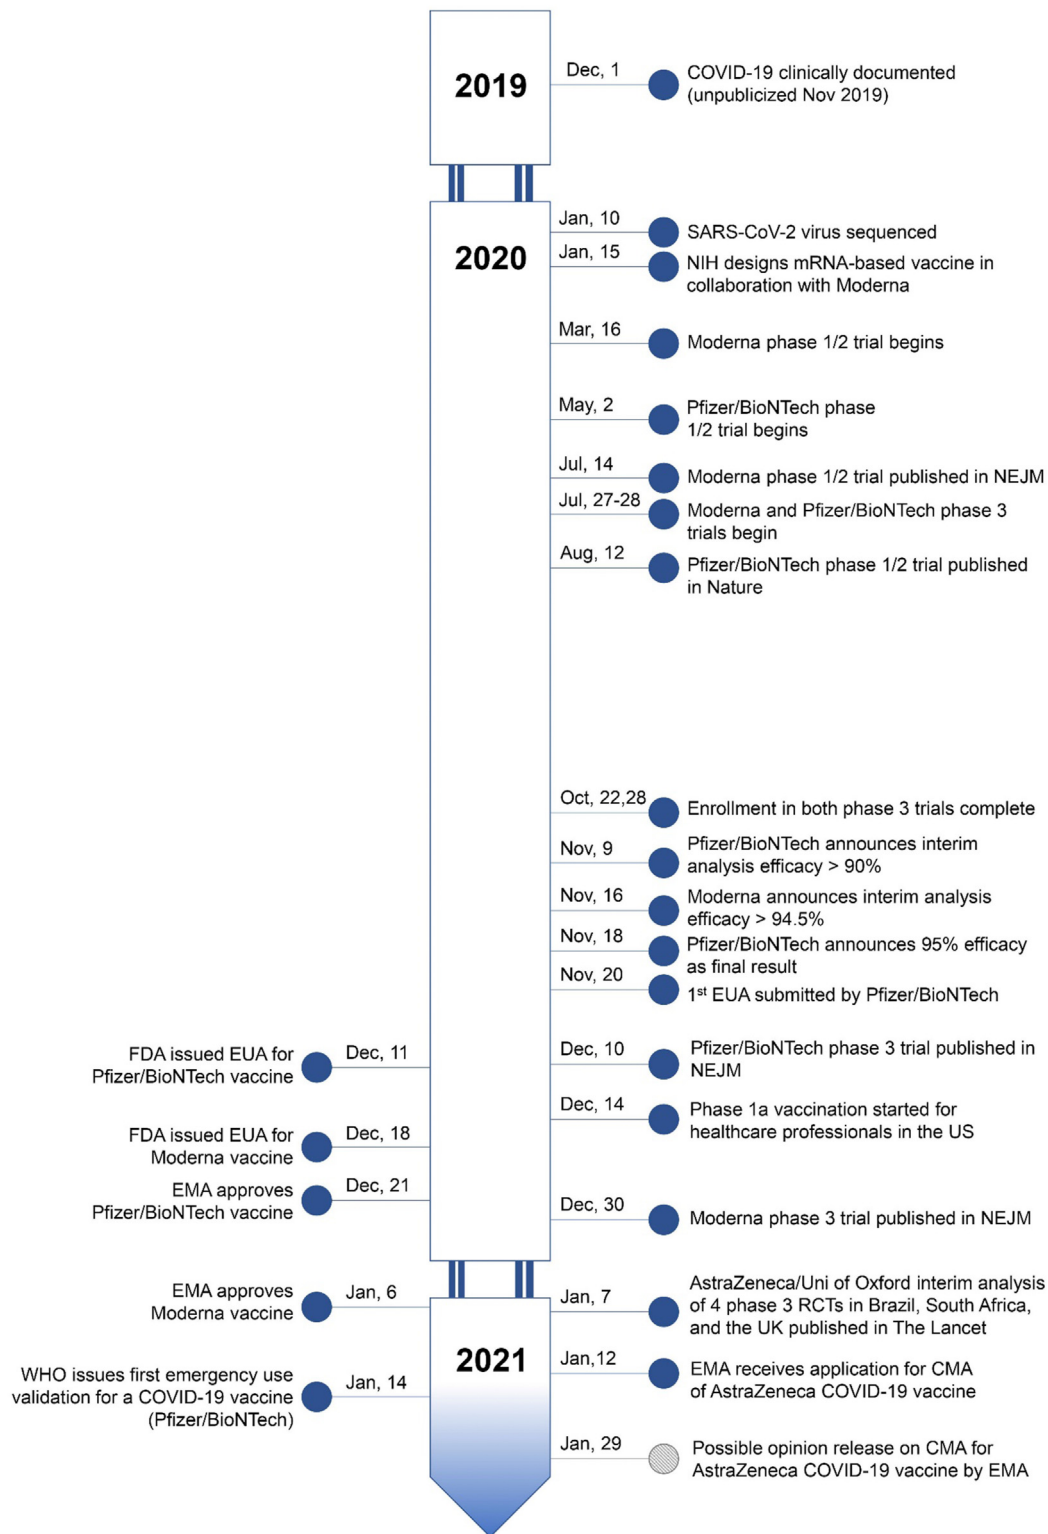 2019
Dec, 1
COVID-19 clinically documented
(unpublicized Nov 2019)
2020
Jan, 10
SARS-CoV-2 virus sequenced
Jan, 15
NIH designs mRNA-based vaccine in
collaboration with Moderna
Mar, 16
Moderna phase 1/2 trial begins
May, 2
Pfizer/BioNTech phase
1/2 trial begins
Jul, 14
Moderna phase 1/2 trial published in NEJM
Jul, 27-28
Moderna and Pfizer/BioNTech phase 3
trials begin
Aug, 12
Pfizer/BioNTech phase 1/2 trial published
in Nature
Oct, 22,28
Enrollment in both phase 3 trials complete
Nov, 9
Pfizer/BioNTech announces interim
analysis efficacy > 90%
Nov, 16
Moderna announces interim analysis
efficacy > 94.5%
Nov, 18
Pfizer/BioNTech announces 95% efficacy
as final result
Nov, 20
1st EUA submitted by Pfizer/BioNTech
FDA issued EUA for
Pfizer/BioNTech vaccine
Dec, 11
Dec, 10
Pfizer/BioNTech phase 3 trial published in
NEJM
Dec, 14
Phase 1a vaccination started for
healthcare professionals in the US
FDA issued EUA for
Moderna vaccine
Dec, 18
EMA approves
Pfizer/BioNTech vaccine
Dec, 21
Dec, 30
Moderna phase 3 trial published in NEJM
EMA approves
Moderna vaccine
Jan, 6
Jan, 7
AstraZeneca/Uni of Oxford interim analysis
of 4 phase 3 RCTs in Brazil, South Africa,
and the UK published in The Lancet
2021
Jan,12
EMA receives application for CMA
of AstraZeneca COVID-19 vaccine
WHO issues first emergency use
validation for a COVID-19 vaccine
(Pfizer/BioNTech)
Jan, 14
Jan, 29
Possible opinion release on CMA for
AstraZeneca COVID-19 vaccine by EMA